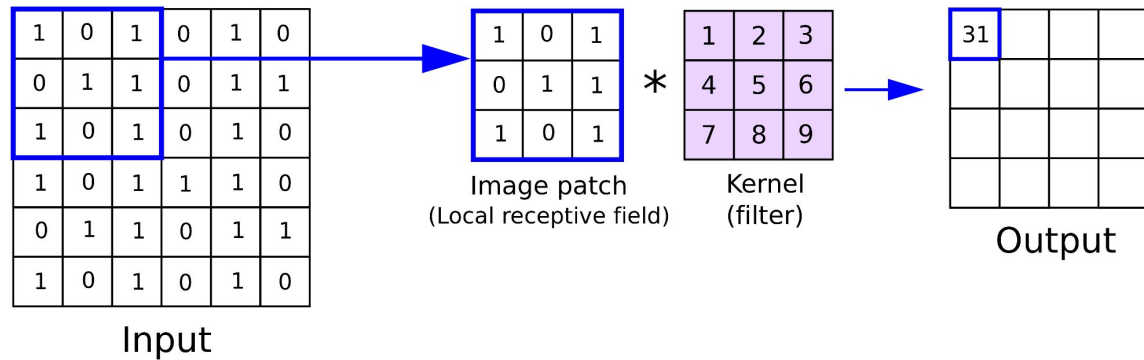 1 0 1 0 1 0 1 0 1 1 2 3 31
0 1 1 0 1 1 0 1 1 * 4 5 6
1 0 1 0 1 0 1 0 1 7 8 9
1 0 1 1 1 0
Image patch
(Local receptive field)
Kernel
(filter)
0 1 1 0 1 1
1 0 1 0 1 0
Output
Input